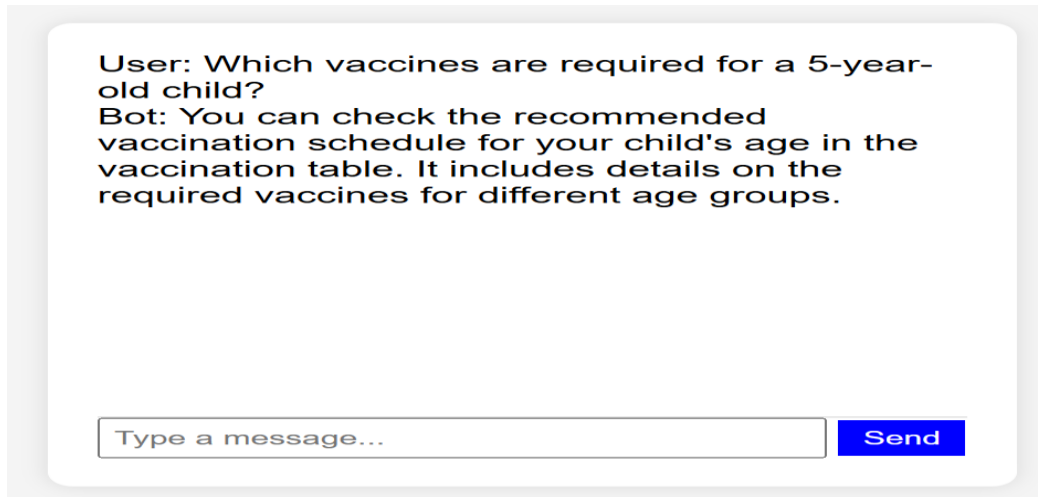 User: Which vaccines are required for a 5-year-
old child?
Bot: You can check the recommended
vaccination schedule for your child's age in the
vaccination table. It includes details on the
required vaccines for different age groups.
Type a message...
Send